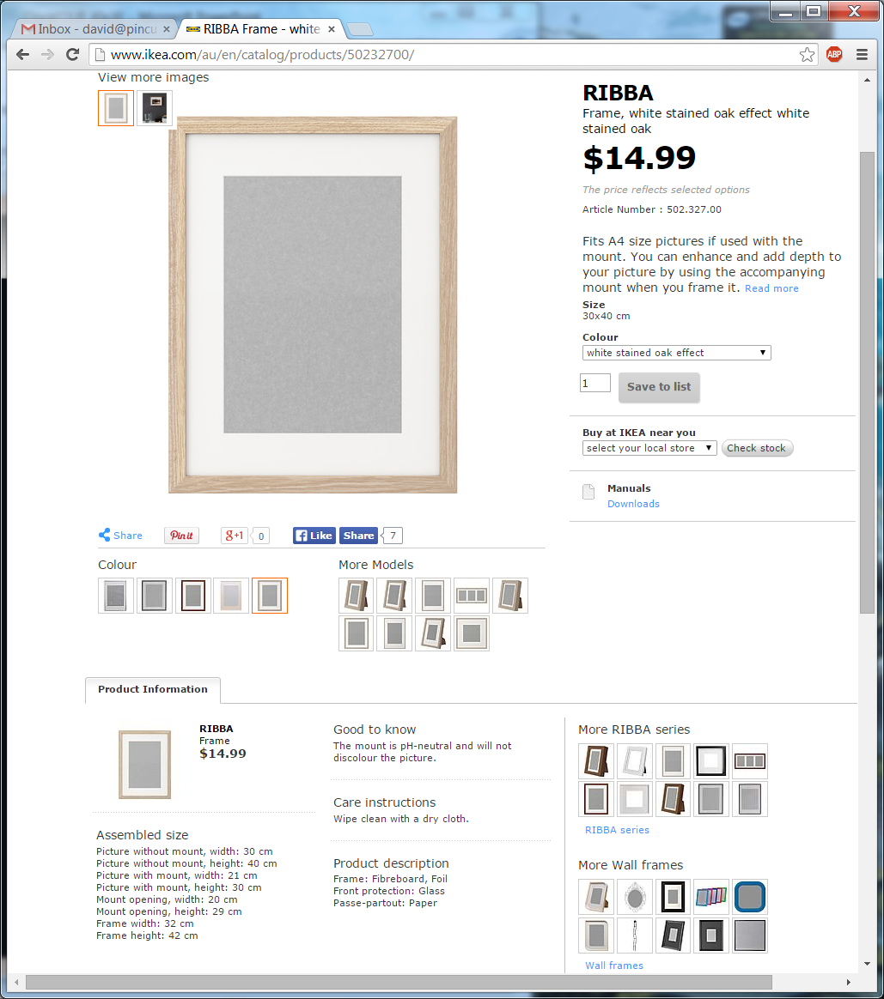 Inbox - david@pincu
RIBBA Frame - white
www.ikea.com/au/en/catalog/products/50232700/
ABP
View more images
RIBBA
Frame, white stained oak effect white
stained oak
$14.99
The price reflects selected options
Article Number : 502.327.00
Fits A4 size pictures if used with the
mount. You can enhance and add depth to
your picture by using the accompanying
mount when you frame it. Read more
Size
30x40 cm
Colour
white stained oak effect
1
Save to list
Buy at IKEA near you
select your local store
Check stock
Manuals
Downloads
Share
Pin it
g+1
0
Like
Share
7
Colour
More Models
Product Information
RIBBA
Frame
$14.99
Assembled size
Picture without mount, width: 30 cm
Picture without mount, height: 40 cm
Picture with mount, width: 21 cm
Picture with mount, height: 30 cm
Mount opening, width: 20 cm
Mount opening, height: 29 cm
Frame width: 32 cm
Frame height: 42 cm
Good to know
The mount is pH-neutral and will not
discolour the picture.
Care instructions
Wipe clean with a dry cloth.
Product description
Frame: Fibreboard, Foil
Front protection: Glass
Passe-partout: Paper
More RIBBA series
RIBBA series
More Wall frames
Wall frames